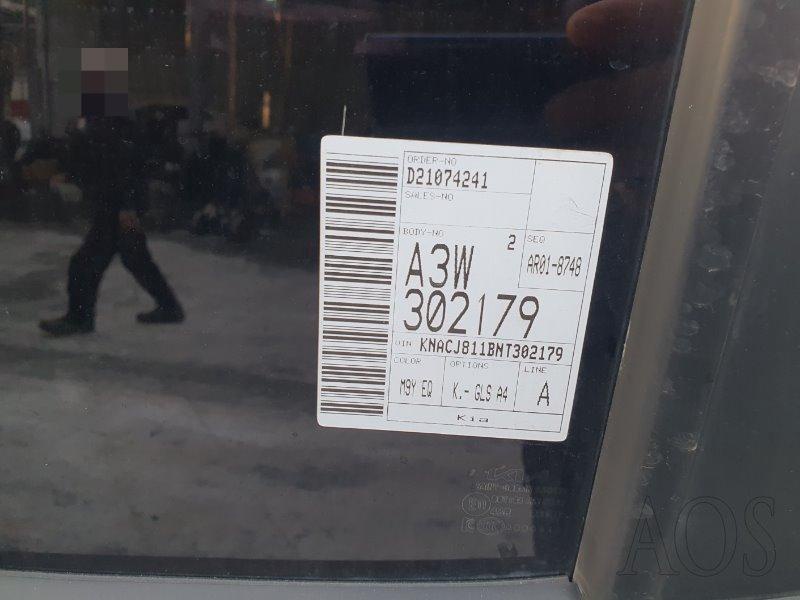 ORDER-NO
D21074241
SALES-NO
BODY-NO
2
SEQ
AR01-8748
A3W
302179
VIN KNACJ811BNT302179
COLOR
M9Y EQ
OPTIONS
K.- GLS A4
LINE
A
Kia
AOS